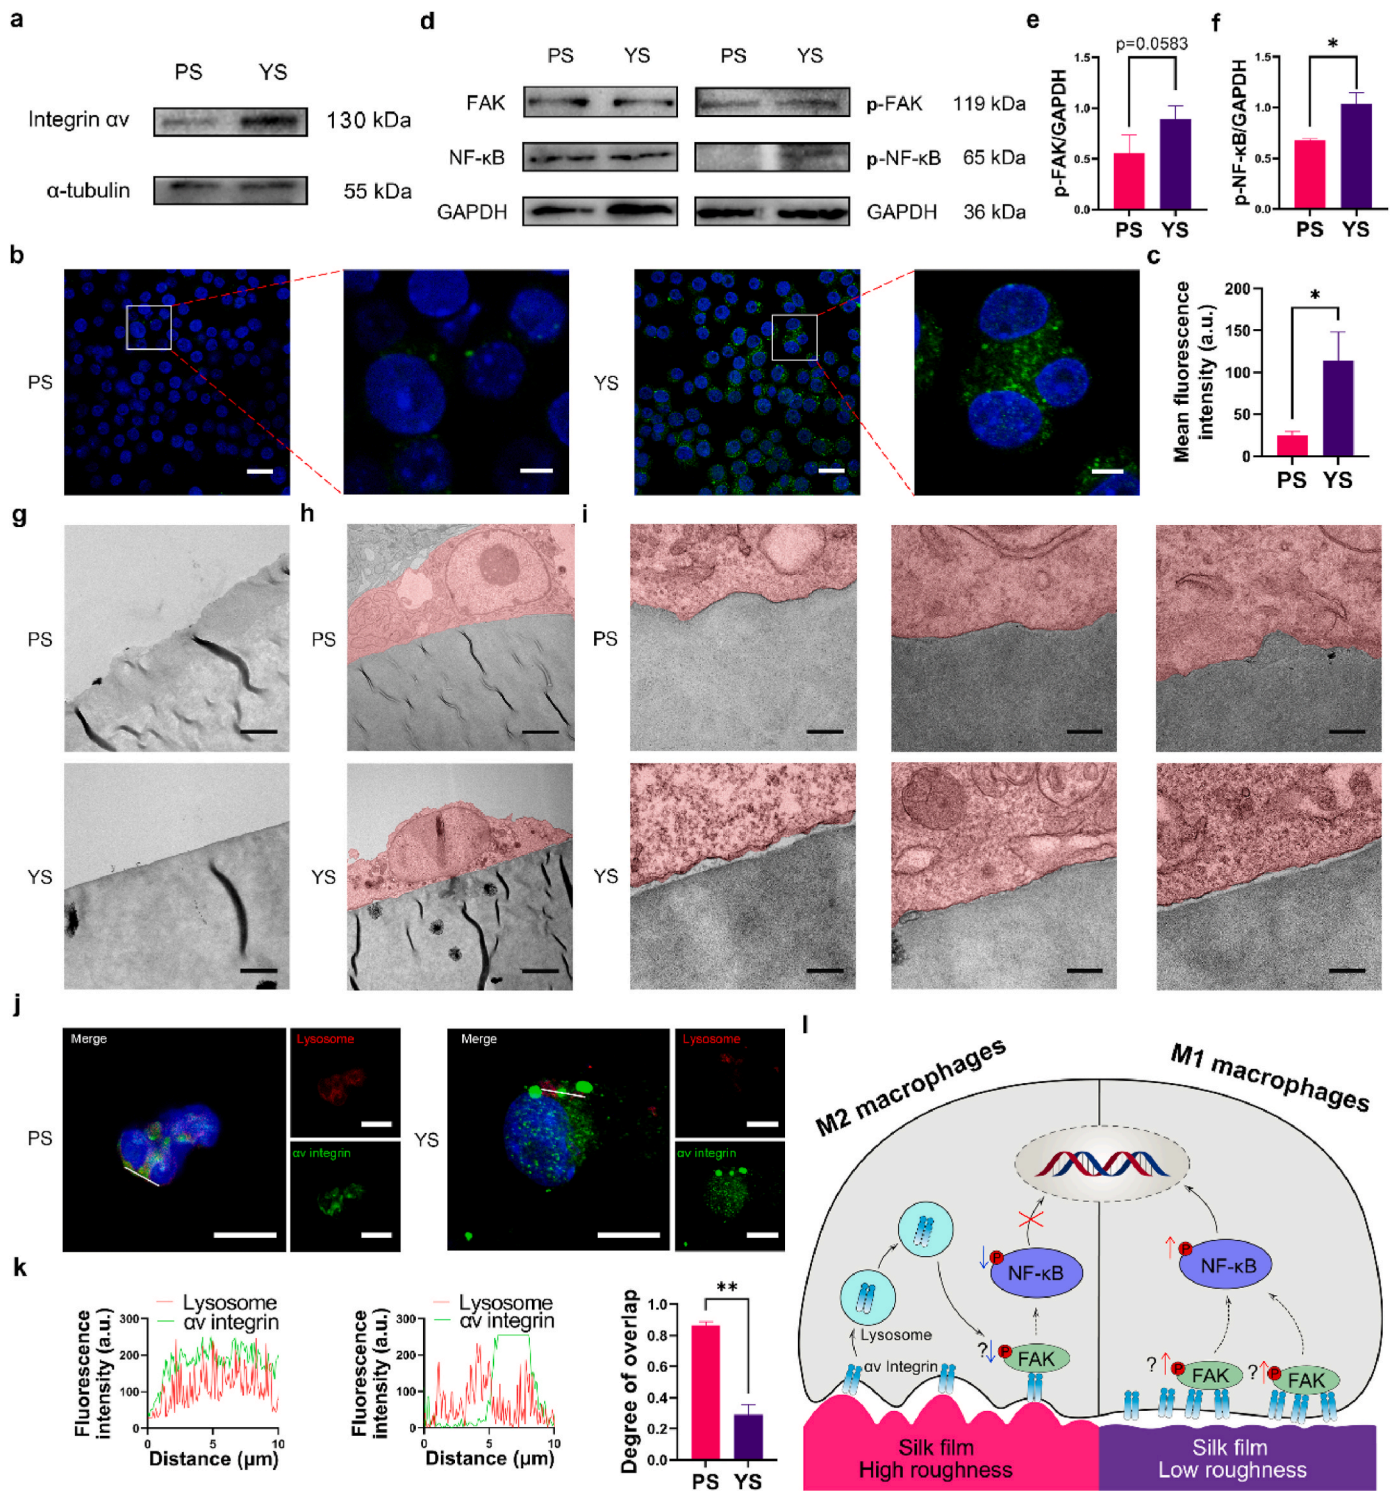 a
PS YS
Integrin αv 130 kDa
α-tubulin 55 kDa
d
PS YS PS YS
FAK p-FAK 119 kDa
NF-κB p-NF-κB 65 kDa
GAPDH GAPDH 36 kDa
e
p=0.0583
p-FAK/GAPDH
1.5
1.0
0.5
0.0
PS YS
f
*
p-NF-κB/GAPDH
1.5
1.0
0.5
0.0
PS YS
b
PS
YS
c
*
Mean fluorescence
intensity (a.u.)
200
150
100
50
0
PS YS
g
PS
YS
h
PS
YS
i
PS
YS
j
PS
Merge
Lysosome
αv integrin
YS
Merge
Lysosome
αv integrin
k
Lysosome
αv integrin
Fluorescence
intensity (a.u.)
300
200
100
0
0 5 10
Distance (μm)
Lysosome
αv integrin
Fluorescence
intensity (a.u.)
300
200
100
0
0 5 10
Distance (μm)
**
Degree of overlap
1.0
0.8
0.6
0.4
0.2
0.0
PS YS
l
M2 macrophages
M1 macrophages
P
NF-κB
P
NF-κB
Lysosome
αv Integrin
? P
FAK
? P
FAK
? P
FAK
Silk film
High roughness
Silk film
Low roughness